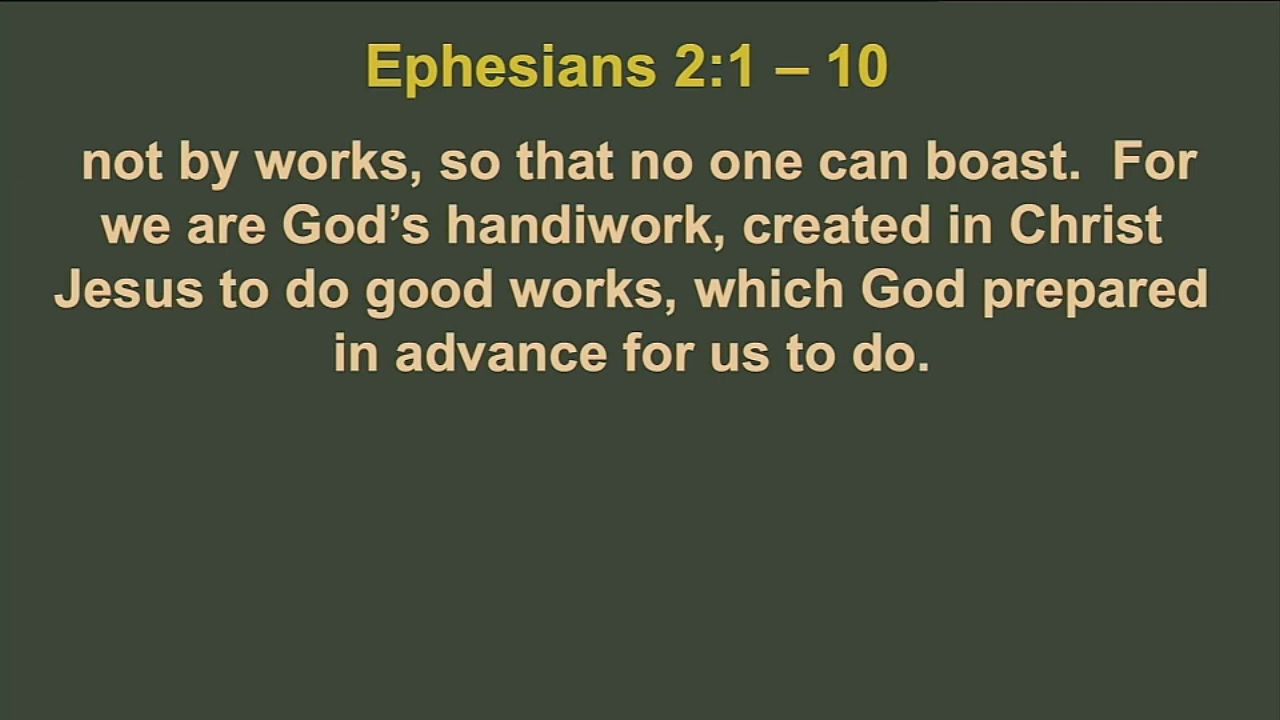 Ephesians 2:1 – 10
not by works, so that no one can boast.  For
we are God’s handiwork, created in Christ
Jesus to do good works, which God prepared
in advance for us to do.